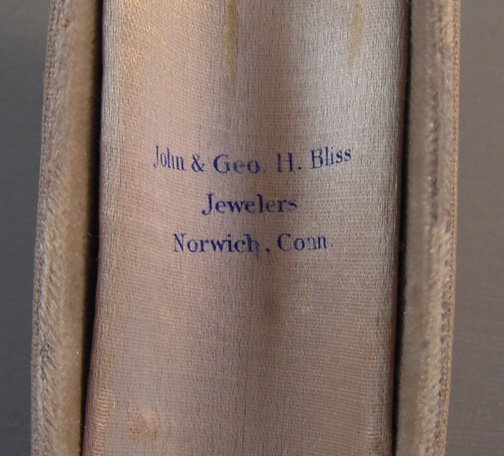 John & Geo. H. Bliss
Jewelers
Norwich, Conn.